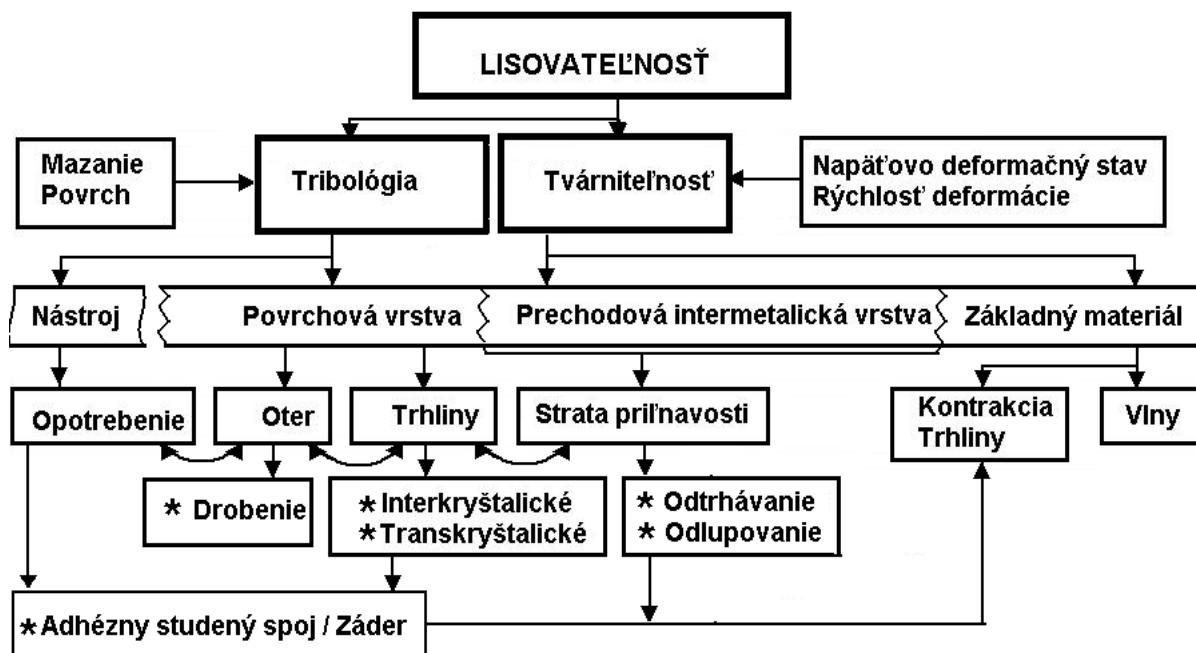 LISOVATEĽNOSŤ
Mazanie
Povrch
Tribológia
Tvárniteľnosť
Napäťovo deformačný stav
Rýchlosť deformácie
Nástroj
Povrchová vrstva
Prechodová intermetalická vrstva
Základný materiál
Opotrebenie
Oter
Trhliny
Strata priľnavosti
Kontrakcia
Trhliny
Vlny
* Drobenie
* Interkryštalické
* Transkryštalické
* Odtrhávanie
* Odlupovanie
* Adhézny studený spoj / Záder